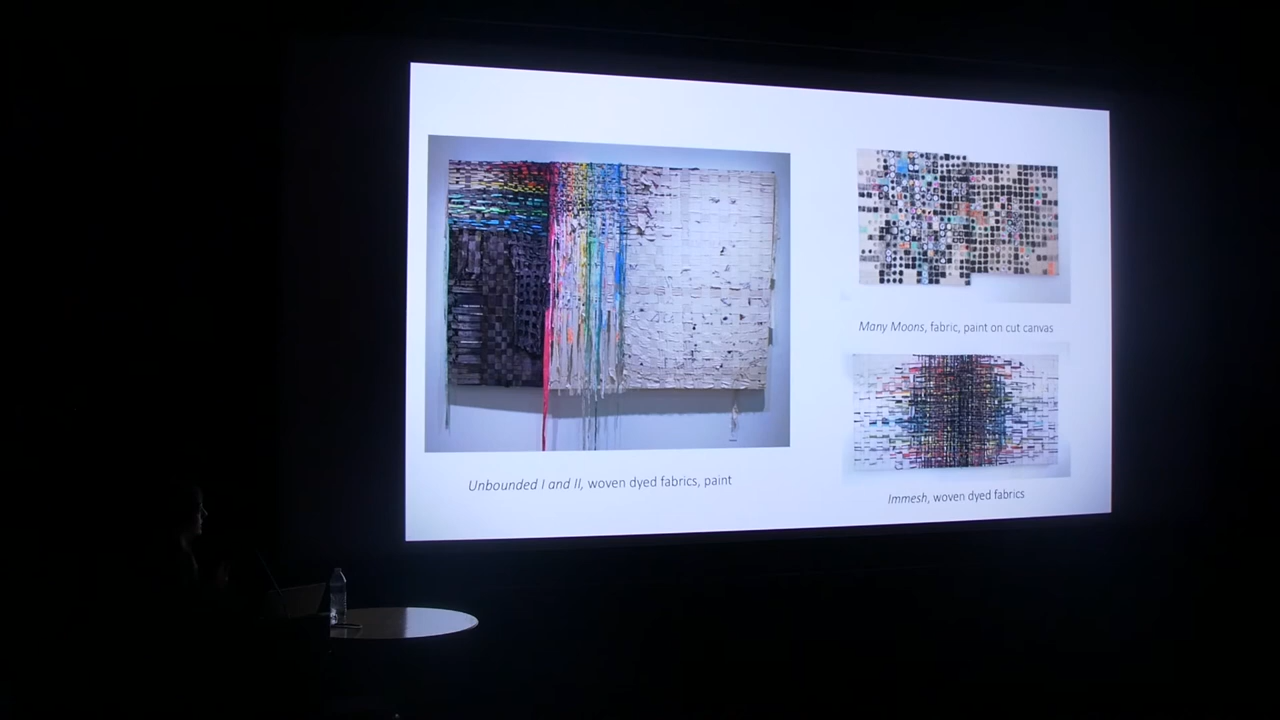 Unbounded I and II, woven dyed fabrics, paint
Many Moons, fabric, paint on cut canvas
Immesh, woven dyed fabrics